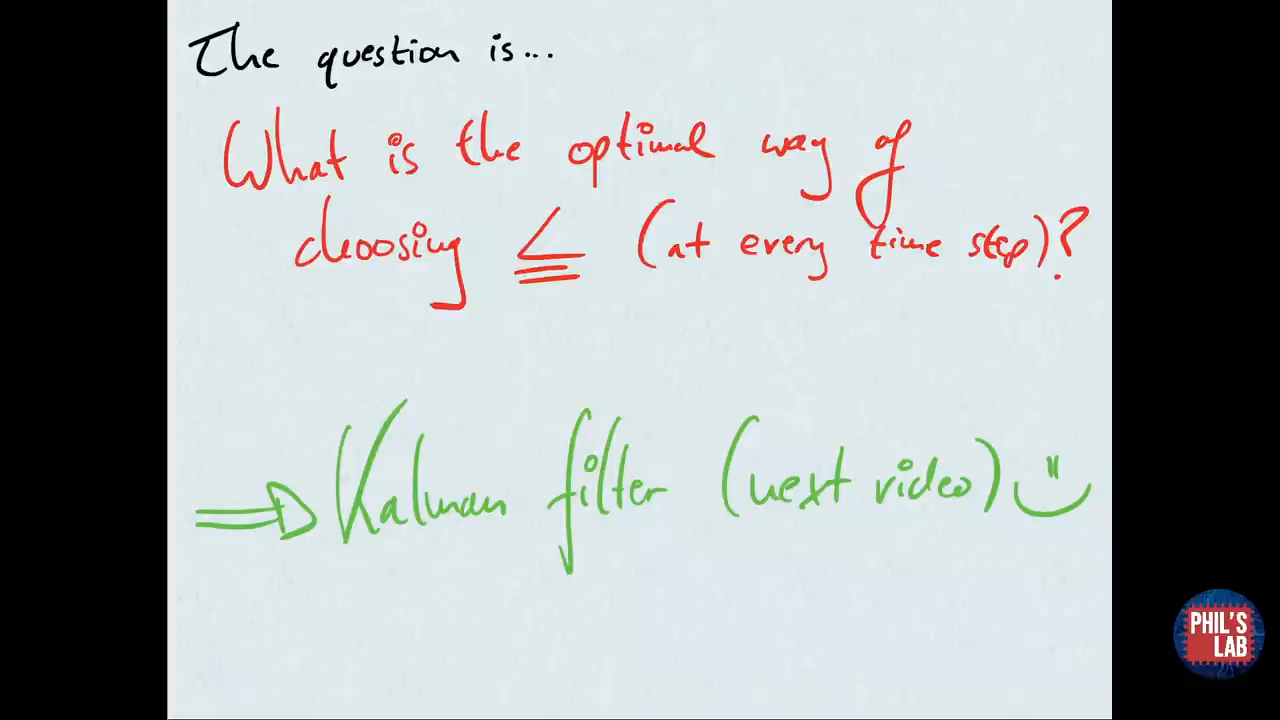 The question is...
What is the optimal way of
choosing L (at every time step)?
⇒ Kalman filter (next video)
PHIL'S
LAB